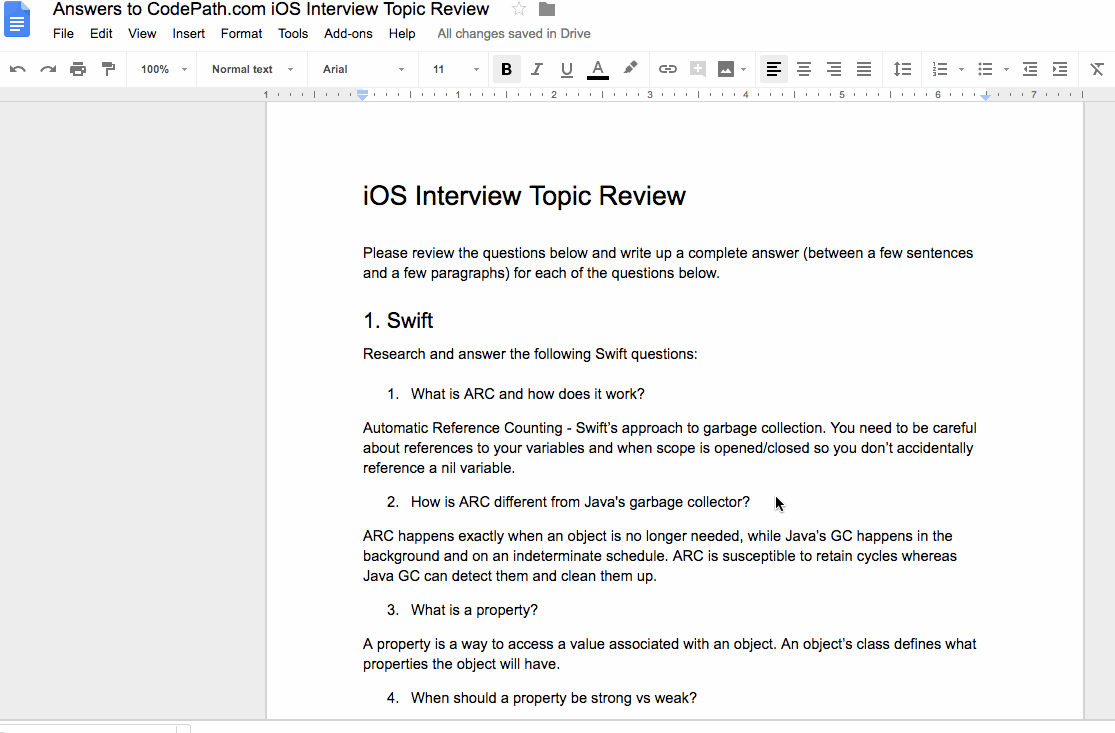 Answers to CodePath.com iOS Interview Topic Review
File Edit View Insert Format Tools Add-ons Help All changes saved in Drive
100% Normal text Arial 11 B I U A
1 1 2 3 4 5 6 7
iOS Interview Topic Review
Please review the questions below and write up a complete answer (between a few sentences
and a few paragraphs) for each of the questions below.
1. Swift
Research and answer the following Swift questions:
1. What is ARC and how does it work?
Automatic Reference Counting - Swift’s approach to garbage collection. You need to be careful
about references to your variables and when scope is opened/closed so you don’t accidentally
reference a nil variable.
2. How is ARC different from Java's garbage collector?
ARC happens exactly when an object is no longer needed, while Java’s GC happens in the
background and on an indeterminate schedule. ARC is susceptible to retain cycles whereas
Java GC can detect them and clean them up.
3. What is a property?
A property is a way to access a value associated with an object. An object’s class defines what
properties the object will have.
4. When should a property be strong vs weak?